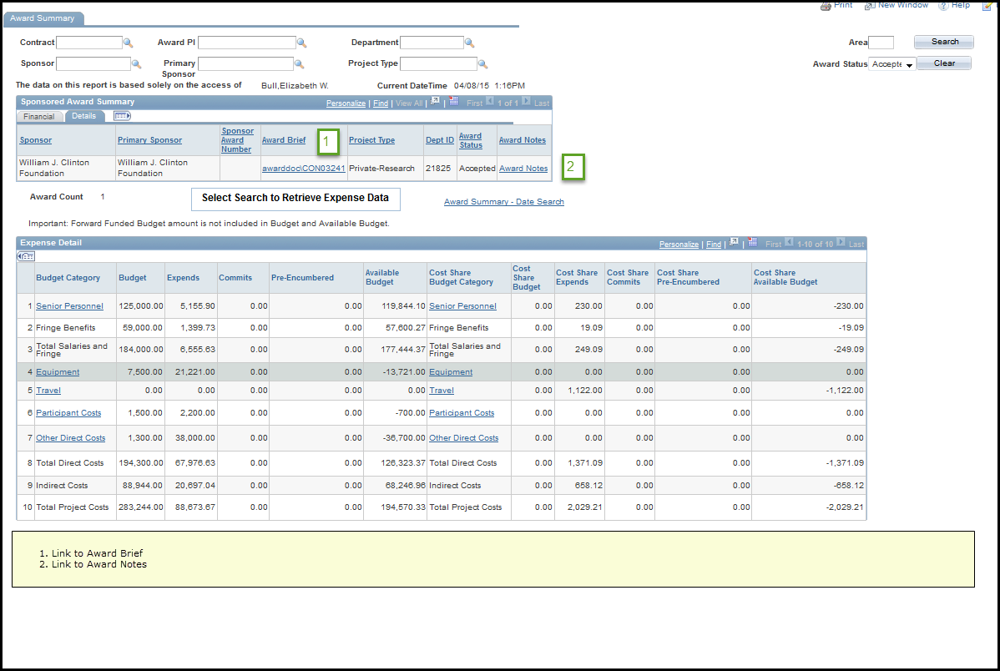 Print New Window Help
Award Summary
Contract Award PI Department Area Search
Sponsor Primary Sponsor Project Type Award Status Accepte Clear
The data on this report is based solely on the access of Bull,Elizabeth W. Current DateTime 04/08/15 1:16PM
Sponsored Award Summary Personalize | Find | View All | | First 1 of 1 Last
Financial Details
Sponsor Primary Sponsor Sponsor Award Number Award Brief 1 Project Type Dept ID Award Status Award Notes
William J. Clinton Foundation William J. Clinton Foundation awarddoc\CON03241 Private-Research 21825 Accepted Award Notes 2
Award Count 1 Select Search to Retrieve Expense Data Award Summary - Date Search
Important: Forward Funded Budget amount is not included in Budget and Available Budget.
Expense Detail Personalize | Find | | First 1-10 of 10 Last
Budget Category Budget Expends Commits Pre-Encumbered Available Budget Cost Share Budget Category Cost Share Budget Cost Share Expends Cost Share Commits Cost Share Pre-Encumbered Cost Share Available Budget
1 Senior Personnel 125,000.00 5,155.90 0.00 0.00 119,844.10 Senior Personnel 0.00 230.00 0.00 0.00 -230.00
2 Fringe Benefits 59,000.00 1,399.73 0.00 0.00 57,600.27 Fringe Benefits 0.00 19.09 0.00 0.00 -19.09
3 Total Salaries and Fringe 184,000.00 6,555.63 0.00 0.00 177,444.37 Total Salaries and Fringe 0.00 249.09 0.00 0.00 -249.09
4 Equipment 7,500.00 21,221.00 0.00 0.00 -13,721.00 Equipment 0.00 0.00 0.00 0.00 0.00
5 Travel 0.00 0.00 0.00 0.00 0.00 Travel 0.00 1,122.00 0.00 0.00 -1,122.00
6 Participant Costs 1,500.00 2,200.00 0.00 0.00 -700.00 Participant Costs 0.00 0.00 0.00 0.00 0.00
7 Other Direct Costs 1,300.00 38,000.00 0.00 0.00 -36,700.00 Other Direct Costs 0.00 0.00 0.00 0.00 0.00
8 Total Direct Costs 194,300.00 67,976.63 0.00 0.00 126,323.37 Total Direct Costs 0.00 1,371.09 0.00 0.00 -1,371.09
9 Indirect Costs 88,944.00 20,697.04 0.00 0.00 68,246.96 Indirect Costs 0.00 658.12 0.00 0.00 -658.12
10 Total Project Costs 283,244.00 88,673.67 0.00 0.00 194,570.33 Total Project Costs 0.00 2,029.21 0.00 0.00 -2,029.21
1. Link to Award Brief
2. Link to Award Notes